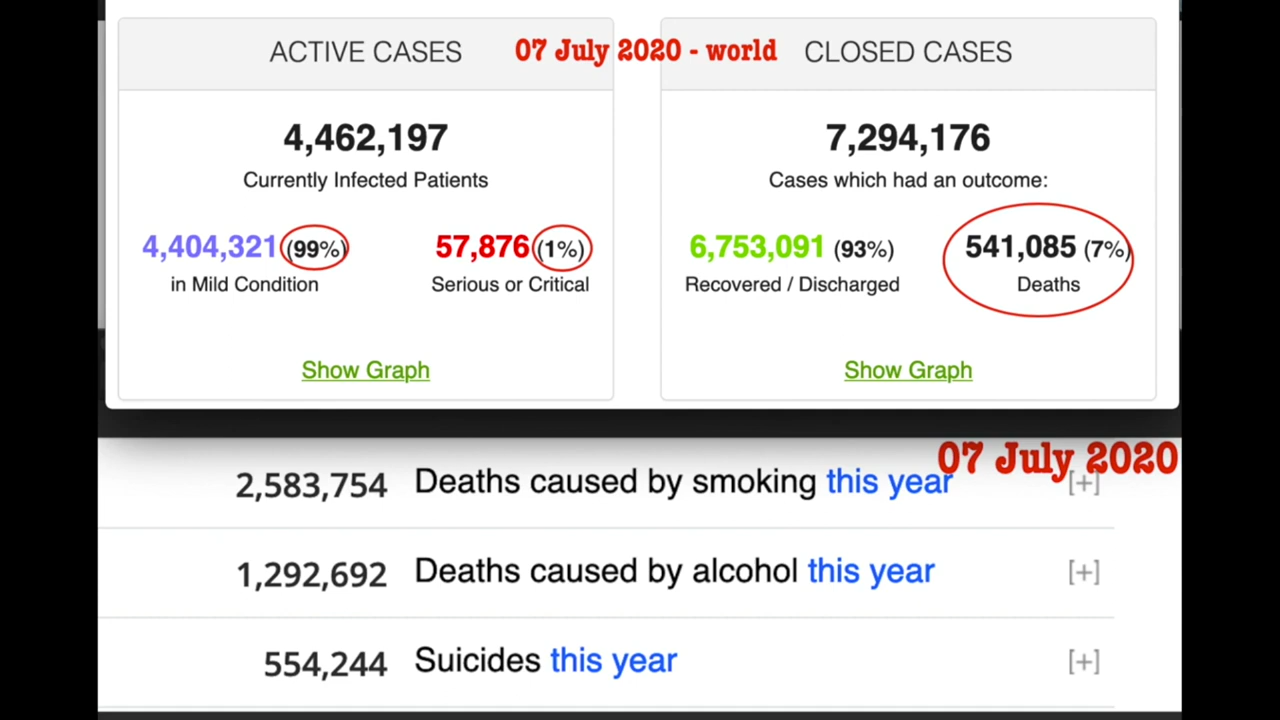 ACTIVE CASES
07 July 2020 - world
CLOSED CASES
4,462,197
Currently Infected Patients
4,404,321 (99%)
in Mild Condition
57,876 (1%)
Serious or Critical
Show Graph
7,294,176
Cases which had an outcome:
6,753,091 (93%)
Recovered / Discharged
541,085 (7%)
Deaths
Show Graph
07 July 2020
2,583,754 Deaths caused by smoking this year [+]
1,292,692 Deaths caused by alcohol this year [+]
554,244 Suicides this year [+]